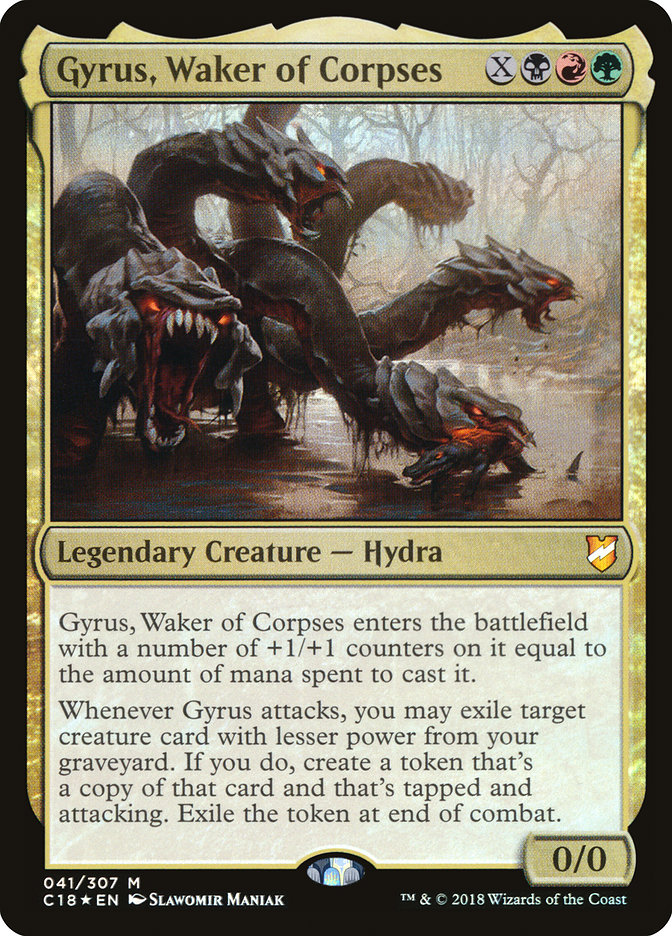 Gyrus, Waker of Corpses X
Legendary Creature — Hydra
Gyrus, Waker of Corpses enters the battlefield
with a number of +1/+1 counters on it equal to
the amount of mana spent to cast it.
Whenever Gyrus attacks, you may exile target
creature card with lesser power from your
graveyard. If you do, create a token that's
a copy of that card and that's tapped and
attacking. Exile the token at end of combat.
0/0
041/307 M
C18★EN Slawomir Maniak
™ & © 2018 Wizards of the Coast